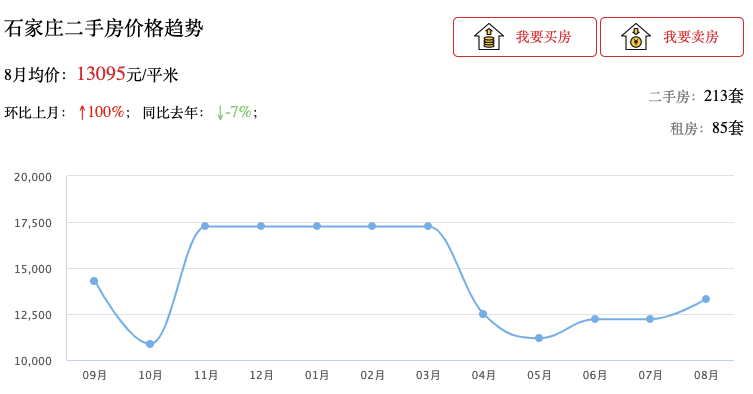 石家庄二手房价格趋势
我要买房
我要卖房
8月均价：13095元/平米
二手房：213套
环比上月：↑100%； 同比去年：↓-7%；
租房：85套
20,000
17,500
15,000
12,500
10,000
09月 10月 11月 12月 01月 02月 03月 04月 05月 06月 07月 08月